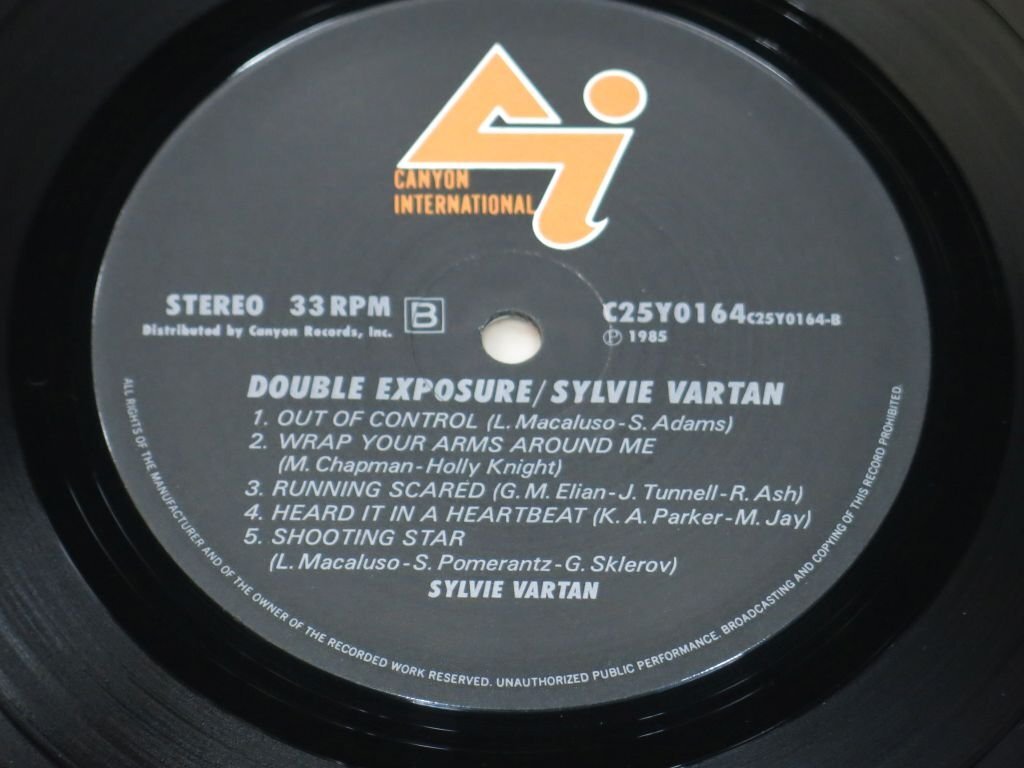 CANYON
INTERNATIONAL
STEREO 33 RPM B C25Y0164 C25Y0164-B
Distributed by Canyon Records, Inc. Ⓟ 1985
DOUBLE EXPOSURE/SYLVIE VARTAN
1. OUT OF CONTROL (L. Macaluso-S. Adams)
2. WRAP YOUR ARMS AROUND ME
(M. Chapman-Holly Knight)
3. RUNNING SCARED (G. M. Elian-J. Tunnell-R. Ash)
4. HEARD IT IN A HEARTBEAT (K. A. Parker-M. Jay)
5. SHOOTING STAR
(L. Macaluso-S. Pomerantz-G. Sklerov)
SYLVIE VARTAN
ALL RIGHTS OF THE MANUFACTURER AND OF THE OWNER OF THE RECORDED WORK RESERVED. UNAUTHORIZED PUBLIC PERFORMANCE, BROADCASTING AND COPYING OF THIS RECORD PROHIBITED.